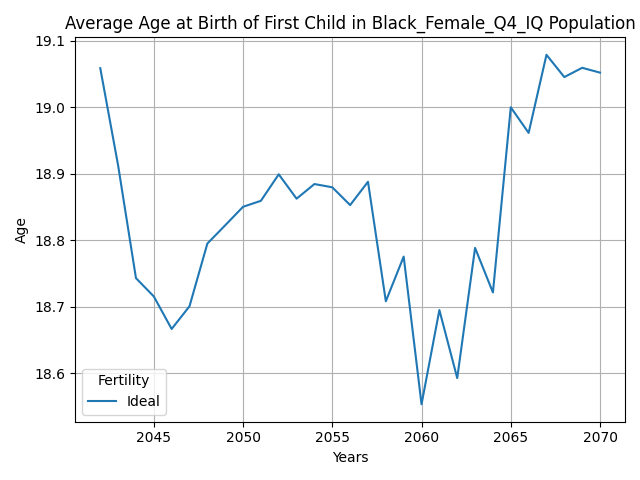 Average Age at Birth of First Child in Black_Female_Q4_IQ Population
19.1
19.0
18.9
18.8
18.7
18.6
Age
Fertility
Ideal
2045 2050 2055 2060 2065 2070
Years